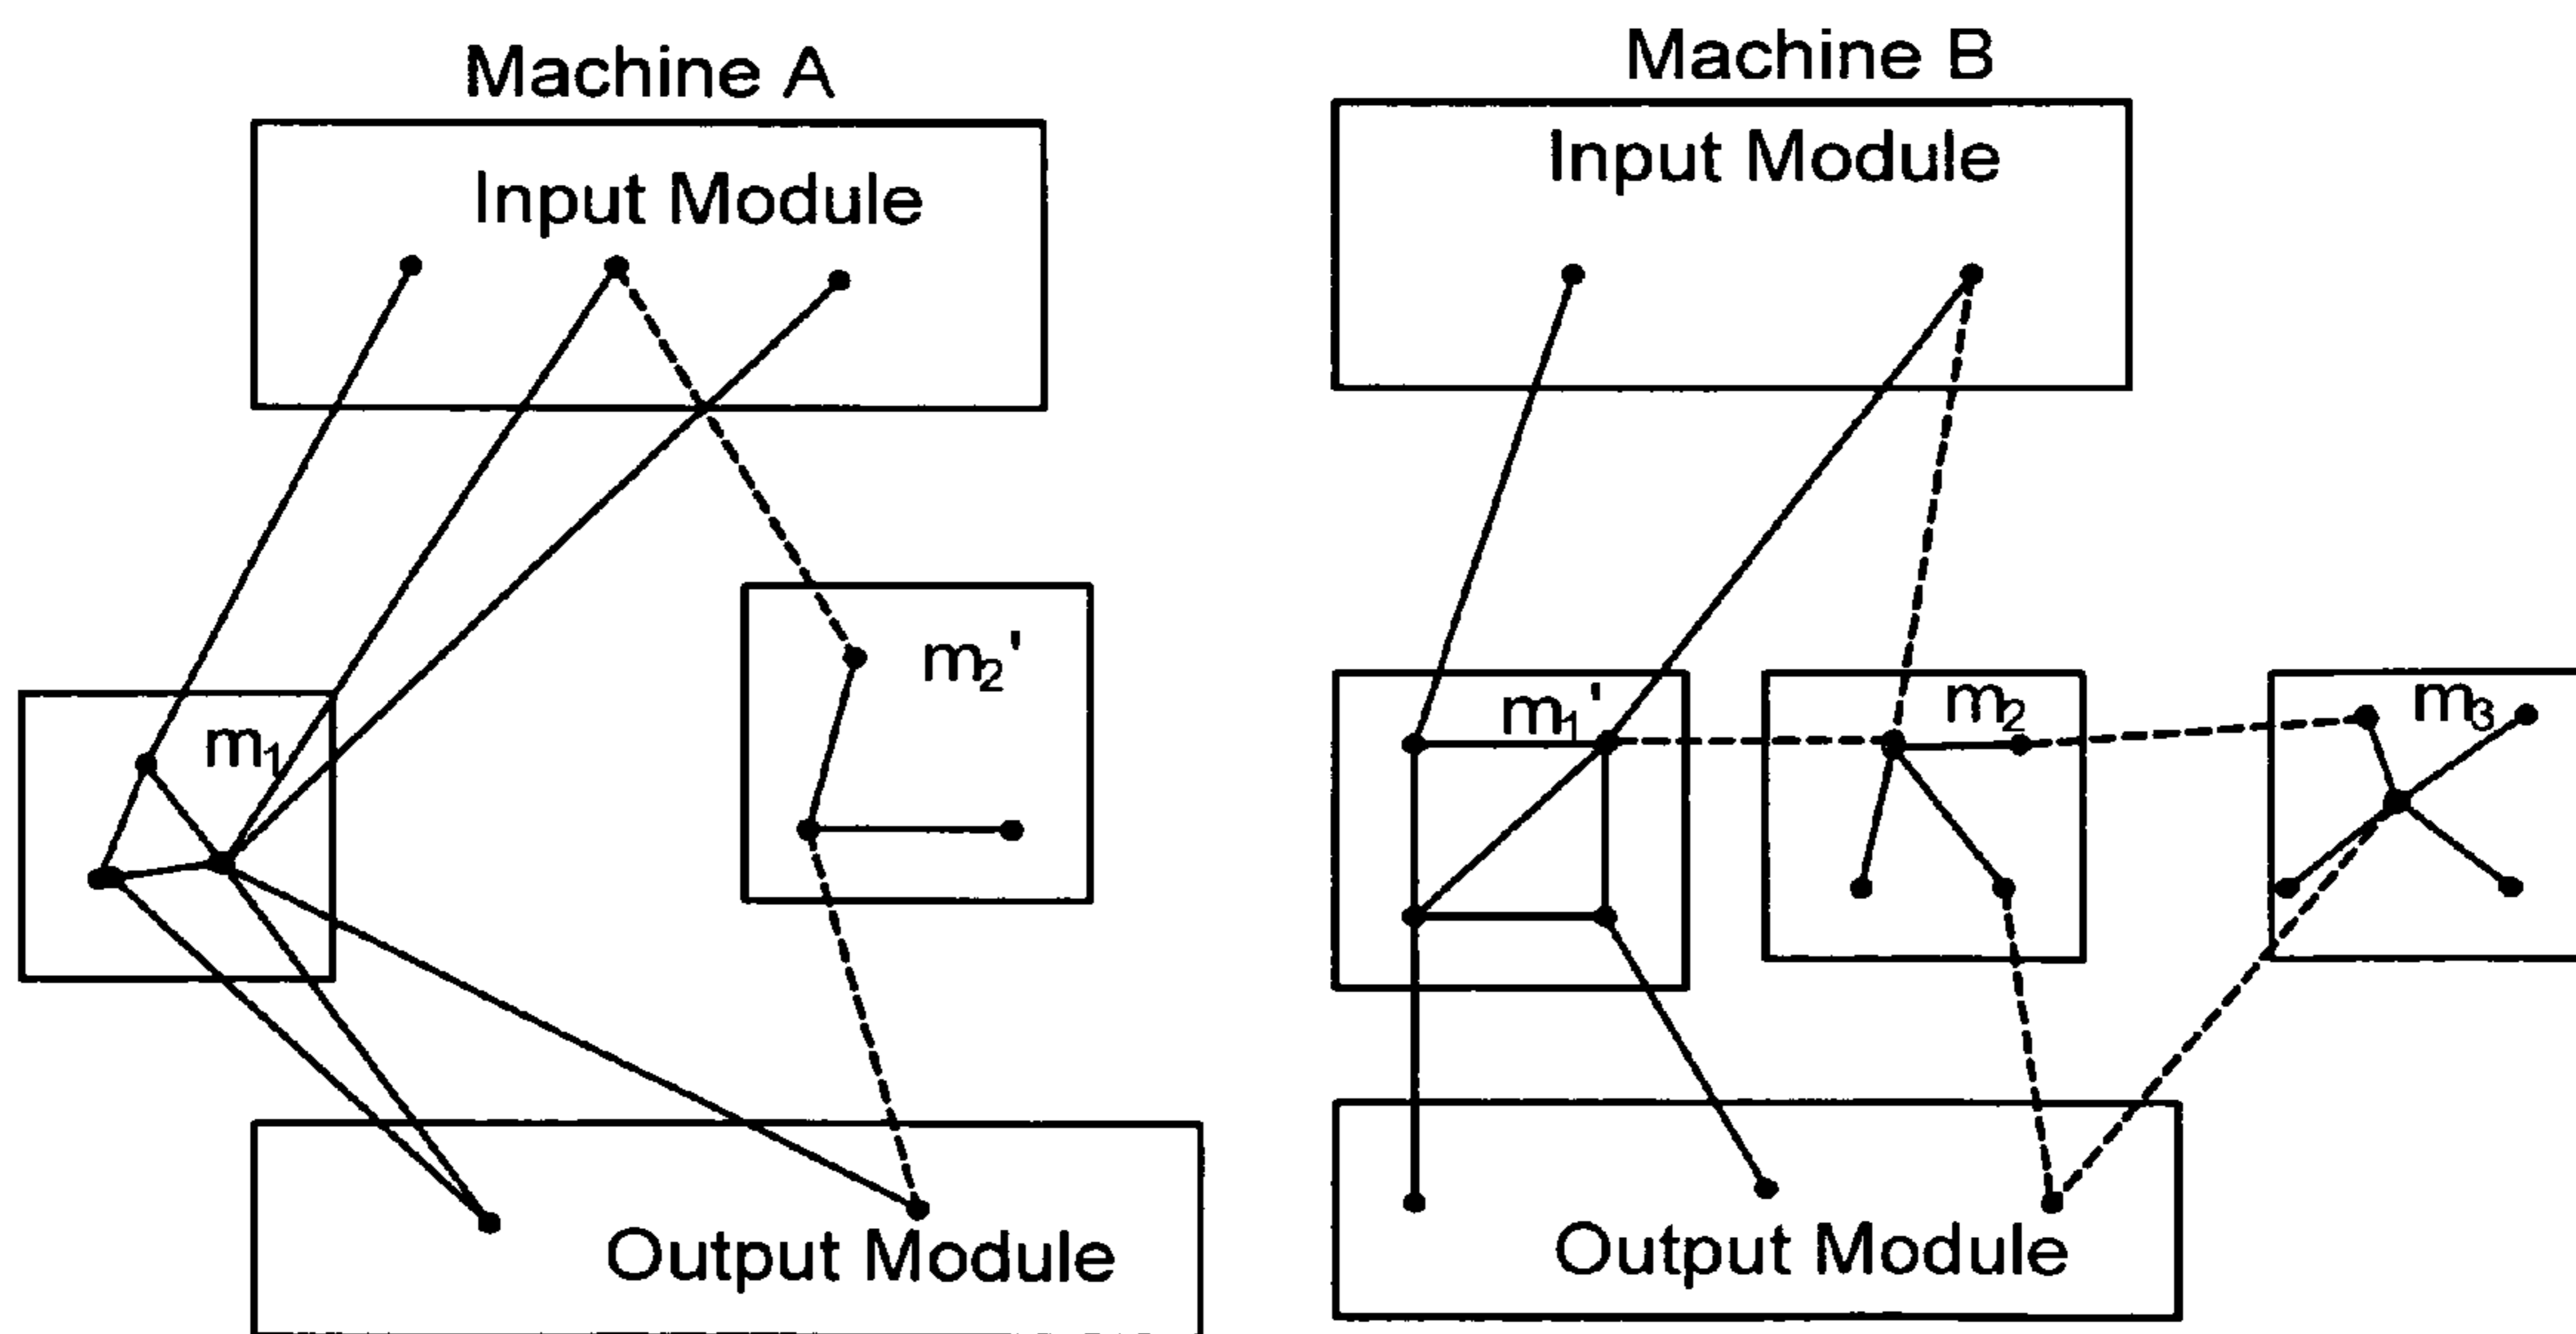 Machine A
Input Module
m₁
m₂'
Output Module
Machine B
Input Module
m₁'
m₂
m₃
Output Module